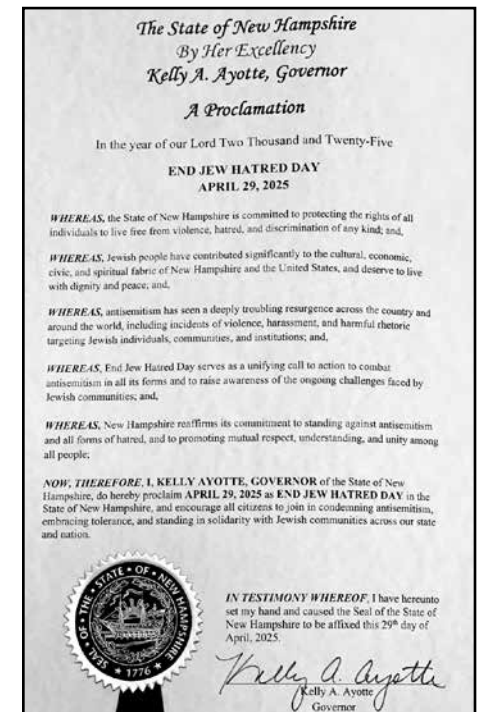 The State of New Hampshire
By Her Excellency
Kelly A. Ayotte, Governor
A Proclamation
In the year of our Lord Two Thousand and Twenty-Five
END JEW HATRED DAY
APRIL 29, 2025
WHEREAS, the State of New Hampshire is committed to protecting the rights of all
individuals to live free from violence, hatred, and discrimination of any kind; and,
WHEREAS, Jewish people have contributed significantly to the cultural, economic,
civic, and spiritual fabric of New Hampshire and the United States, and deserve to live
with dignity and peace; and,
WHEREAS, antisemitism has seen a deeply troubling resurgence across the country and
around the world, including incidents of violence, harassment, and harmful rhetoric
targeting Jewish individuals, communities, and institutions; and,
WHEREAS, End Jew Hatred Day serves as a unifying call to action to combat
antisemitism in all its forms and to raise awareness of the ongoing challenges faced by
Jewish communities; and,
WHEREAS, New Hampshire reaffirms its commitment to standing against antisemitism
and all forms of hatred, and to promoting mutual respect, understanding, and unity among
all people;
NOW, THEREFORE, I, KELLY AYOTTE, GOVERNOR of the State of New
Hampshire, do hereby proclaim APRIL 29, 2025 as END JEW HATRED DAY in the
State of New Hampshire, and encourage all citizens to join in condemning antisemitism,
embracing tolerance, and standing in solidarity with Jewish communities across our state
and nation.
SEAL • OF • THE • STATE • OF • NEW HAMPSHIRE
1776
IN TESTIMONY WHEREOF, I have hereunto
set my hand and caused the Seal of the State of
New Hampshire to be affixed this 29th day of
April, 2025.
Kelly A. Ayotte
Kelly A. Ayotte
Governor